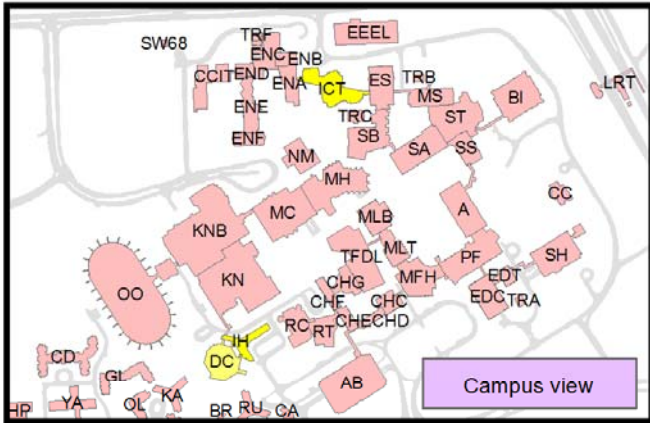 TRF
EEEL
SW68
ENC
ENB
CCIT
END
ENA
ICT
ES
TRB
LRT
MS
BI
ENE
TRC
ST
ENF
SB
SA
SS
NM
MH
CC
MC
MLB
A
KNB
TFDL
MLT
PF
SH
KN
CHG
MFH
EDT
OO
CHF
CHC
EDC
TRA
RC
RT
CHE
CHD
IH
CD
DC
GL
AB
Campus view
KA
HP
YA
OL
BR
RU
CA